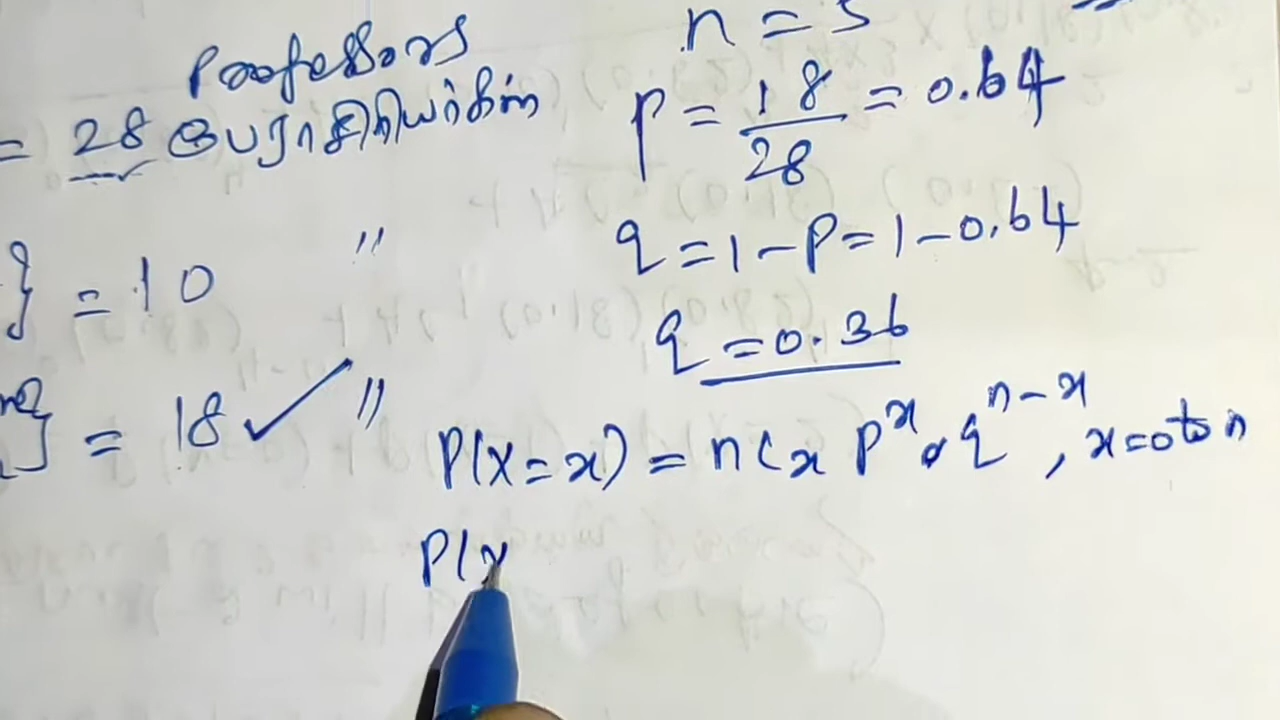 Professors
= 28 பேராசிரியர்கள்
} = 10 "
} = 18 ✓ "
n = 5
p = 18/28 = 0.64
q = 1 - p = 1 - 0.64
q = 0.36
P(X = x) = nCx p^x . q^n-x , x = 0 to n
P(x